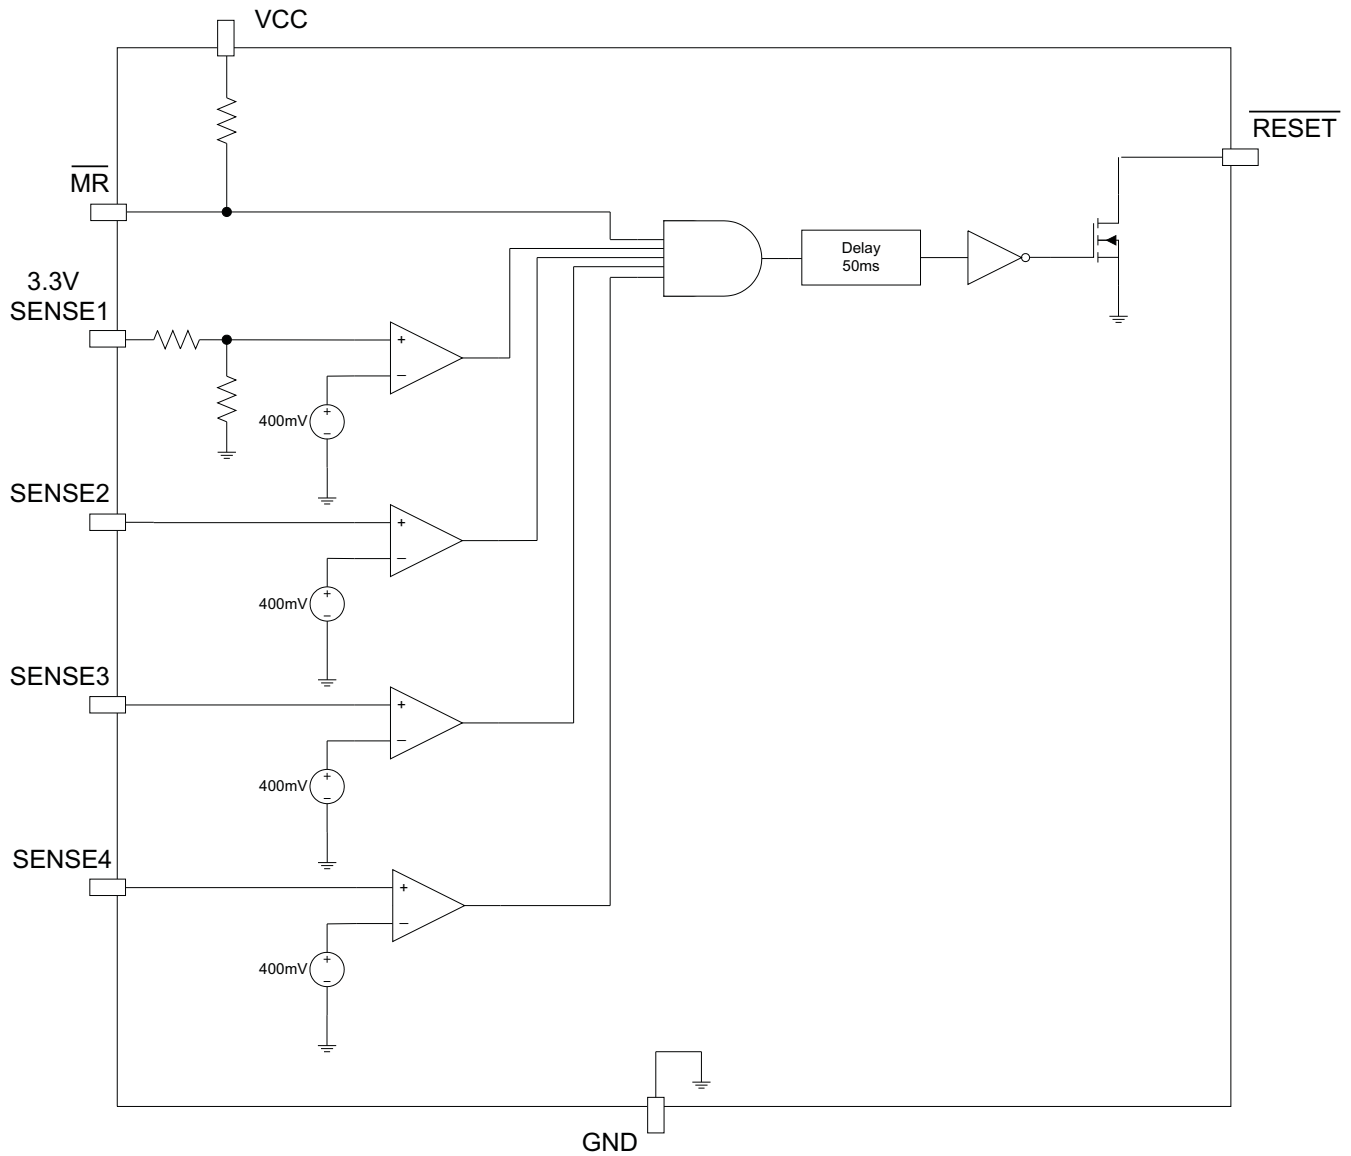 VCC
RESET
MR
Delay
50ms
3.3V
SENSE1
+
−
400mV
+
−
SENSE2
+
−
400mV
+
−
SENSE3
+
−
400mV
+
−
SENSE4
+
−
400mV
+
−
GND